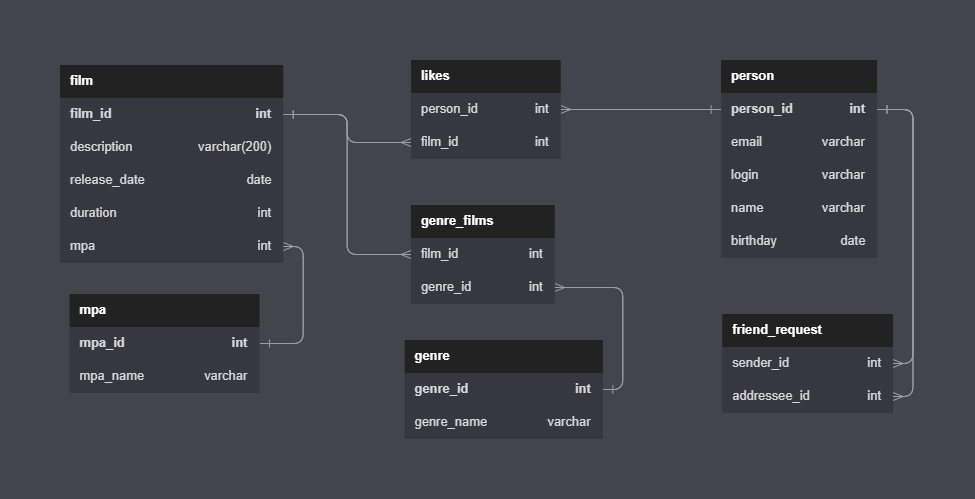 film
film_id int
description varchar(200)
release_date date
duration int
mpa int
mpa
mpa_id int
mpa_name varchar
likes
person_id int
film_id int
genre_films
film_id int
genre_id int
genre
genre_id int
genre_name varchar
person
person_id int
email varchar
login varchar
name varchar
birthday date
friend_request
sender_id int
addressee_id int